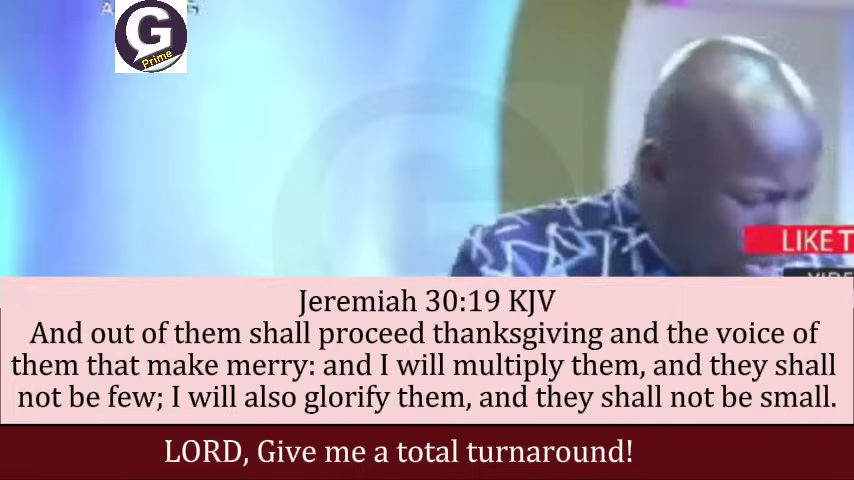 G
Prime
LIKE T
Jeremiah 30:19 KJV
And out of them shall proceed thanksgiving and the voice of
them that make merry: and I will multiply them, and they shall
not be few; I will also glorify them, and they shall not be small.
LORD, Give me a total turnaround!